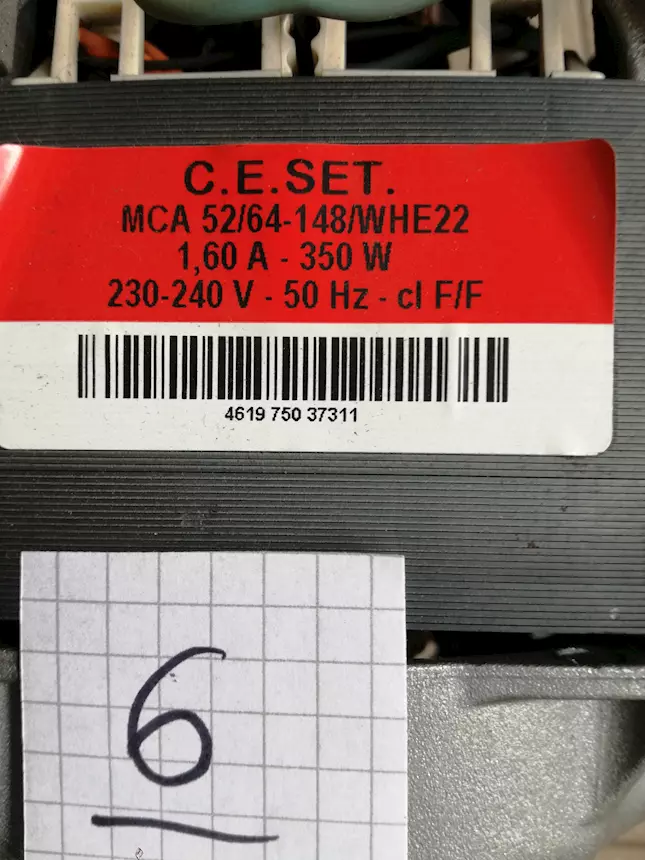 C.E.SET.
MCA 52/64-148/WHE22
1,60 A - 350 W
230-240 V - 50 Hz - cl F/F
4619 750 37311
6